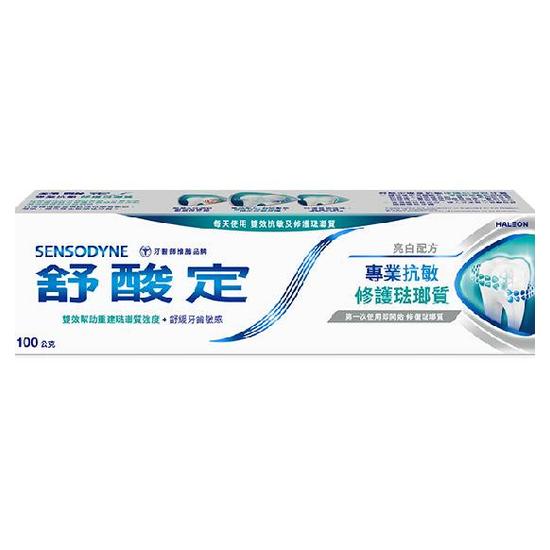 每天使用 雙效抗敏及修護琺瑯質
HALEON
SENSODYNE
牙醫師推薦品牌
舒酸定
雙效幫助重建琺瑯質強度 + 舒緩牙齒敏感
100公克
亮白配方
專業抗敏
修護琺瑯質
第一次使用即開始 修復琺瑯質